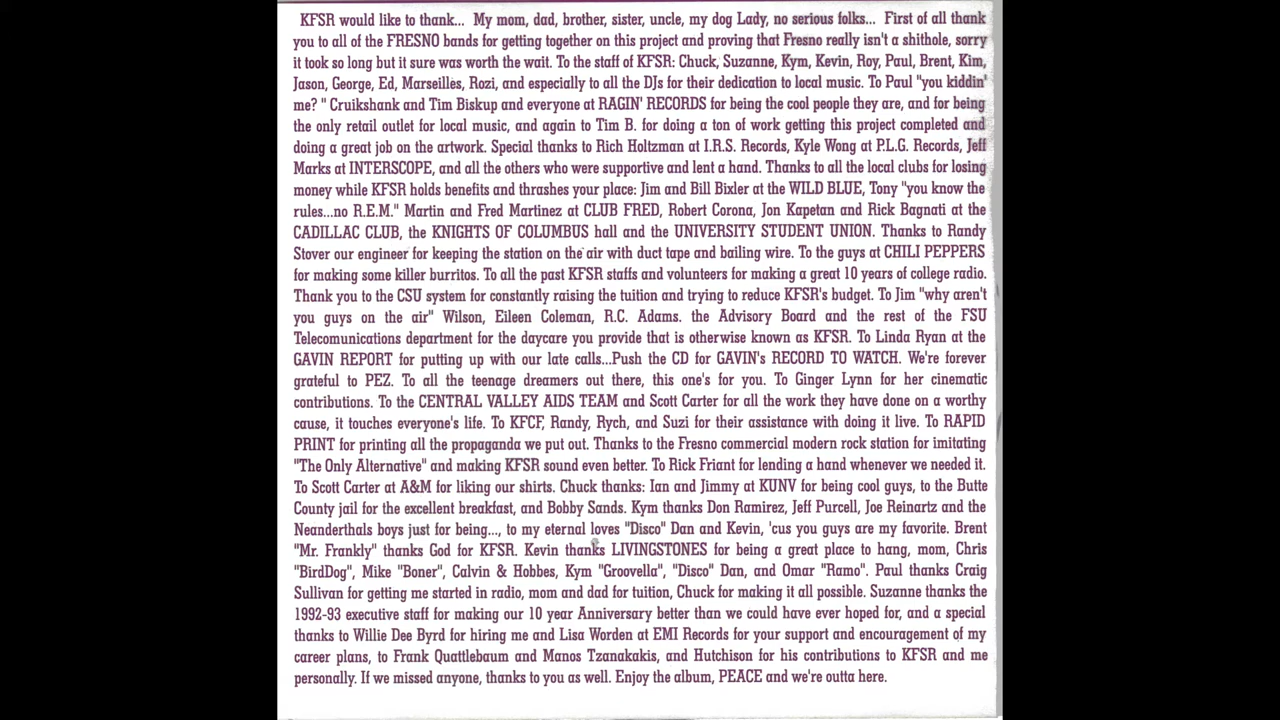 KFSR would like to thank... My mom, dad, brother, sister, uncle, my dog Lady, no serious folks... First of all thank
you to all of the FRESNO bands for getting together on this project and proving that Fresno really isn't a shithole, sorry
it took so long but it sure was worth the wait. To the staff of KFSR: Chuck, Suzanne, Kym, Kevin, Roy, Paul, Brent, Kim,
Jason, George, Ed, Marseilles, Rozi, and especially to all the DJs for their dedication to local music. To Paul "you kiddin'
me? " Cruikshank and Tim Biskup and everyone at RAGIN' RECORDS for being the cool people they are, and for being
the only retail outlet for local music, and again to Tim B. for doing a ton of work getting this project completed and
doing a great job on the artwork. Special thanks to Rich Holtzman at I.R.S. Records, Kyle Wong at P.L.G. Records, Jeff
Marks at INTERSCOPE, and all the others who were supportive and lent a hand. Thanks to all the local clubs for losing
money while KFSR holds benefits and thrashes your place: Jim and Bill Bixler at the WILD BLUE, Tony "you know the
rules...no R.E.M." Martin and Fred Martinez at CLUB FRED, Robert Corona, Jon Kapetan and Rick Bagnati at the
CADILLAC CLUB, the KNIGHTS OF COLUMBUS hall and the UNIVERSITY STUDENT UNION. Thanks to Randy
Stover our engineer for keeping the station on the air with duct tape and bailing wire. To the guys at CHILI PEPPERS
for making some killer burritos. To all the past KFSR staffs and volunteers for making a great 10 years of college radio.
Thank you to the CSU system for constantly raising the tuition and trying to reduce KFSR's budget. To Jim "why aren't
you guys on the air" Wilson, Eileen Coleman, R.C. Adams. the Advisory Board and the rest of the FSU
Telecomunications department for the daycare you provide that is otherwise known as KFSR. To Linda Ryan at the
GAVIN REPORT for putting up with our late calls...Push the CD for GAVIN's RECORD TO WATCH. We're forever
grateful to PEZ. To all the teenage dreamers out there, this one's for you. To Ginger Lynn for her cinematic
contributions. To the CENTRAL VALLEY AIDS TEAM and Scott Carter for all the work they have done on a worthy
cause, it touches everyone's life. To KFCF, Randy, Rych, and Suzi for their assistance with doing it live. To RAPID
PRINT for printing all the propaganda we put out. Thanks to the Fresno commercial modern rock station for imitating
"The Only Alternative" and making KFSR sound even better. To Rick Friant for lending a hand whenever we needed it.
To Scott Carter at A&M for liking our shirts. Chuck thanks: Ian and Jimmy at KUNV for being cool guys, to the Butte
County jail for the excellent breakfast, and Bobby Sands. Kym thanks Don Ramirez, Jeff Purcell, Joe Reinartz and the
Neanderthals boys just for being..., to my eternal loves "Disco" Dan and Kevin, 'cus you guys are my favorite. Brent
"Mr. Frankly" thanks God for KFSR. Kevin thanks LIVINGSTONES for being a great place to hang, mom, Chris
"BirdDog", Mike "Boner", Calvin & Hobbes, Kym "Groovella", "Disco" Dan, and Omar "Ramo". Paul thanks Craig
Sullivan for getting me started in radio, mom and dad for tuition, Chuck for making it all possible. Suzanne thanks the
1992-93 executive staff for making our 10 year Anniversary better than we could have ever hoped for, and a special
thanks to Willie Dee Byrd for hiring me and Lisa Worden at EMI Records for your support and encouragement of my
career plans, to Frank Quattlebaum and Manos Tzanakakis, and Hutchison for his contributions to KFSR and me
personally. If we missed anyone, thanks to you as well. Enjoy the album, PEACE and we're outta here.